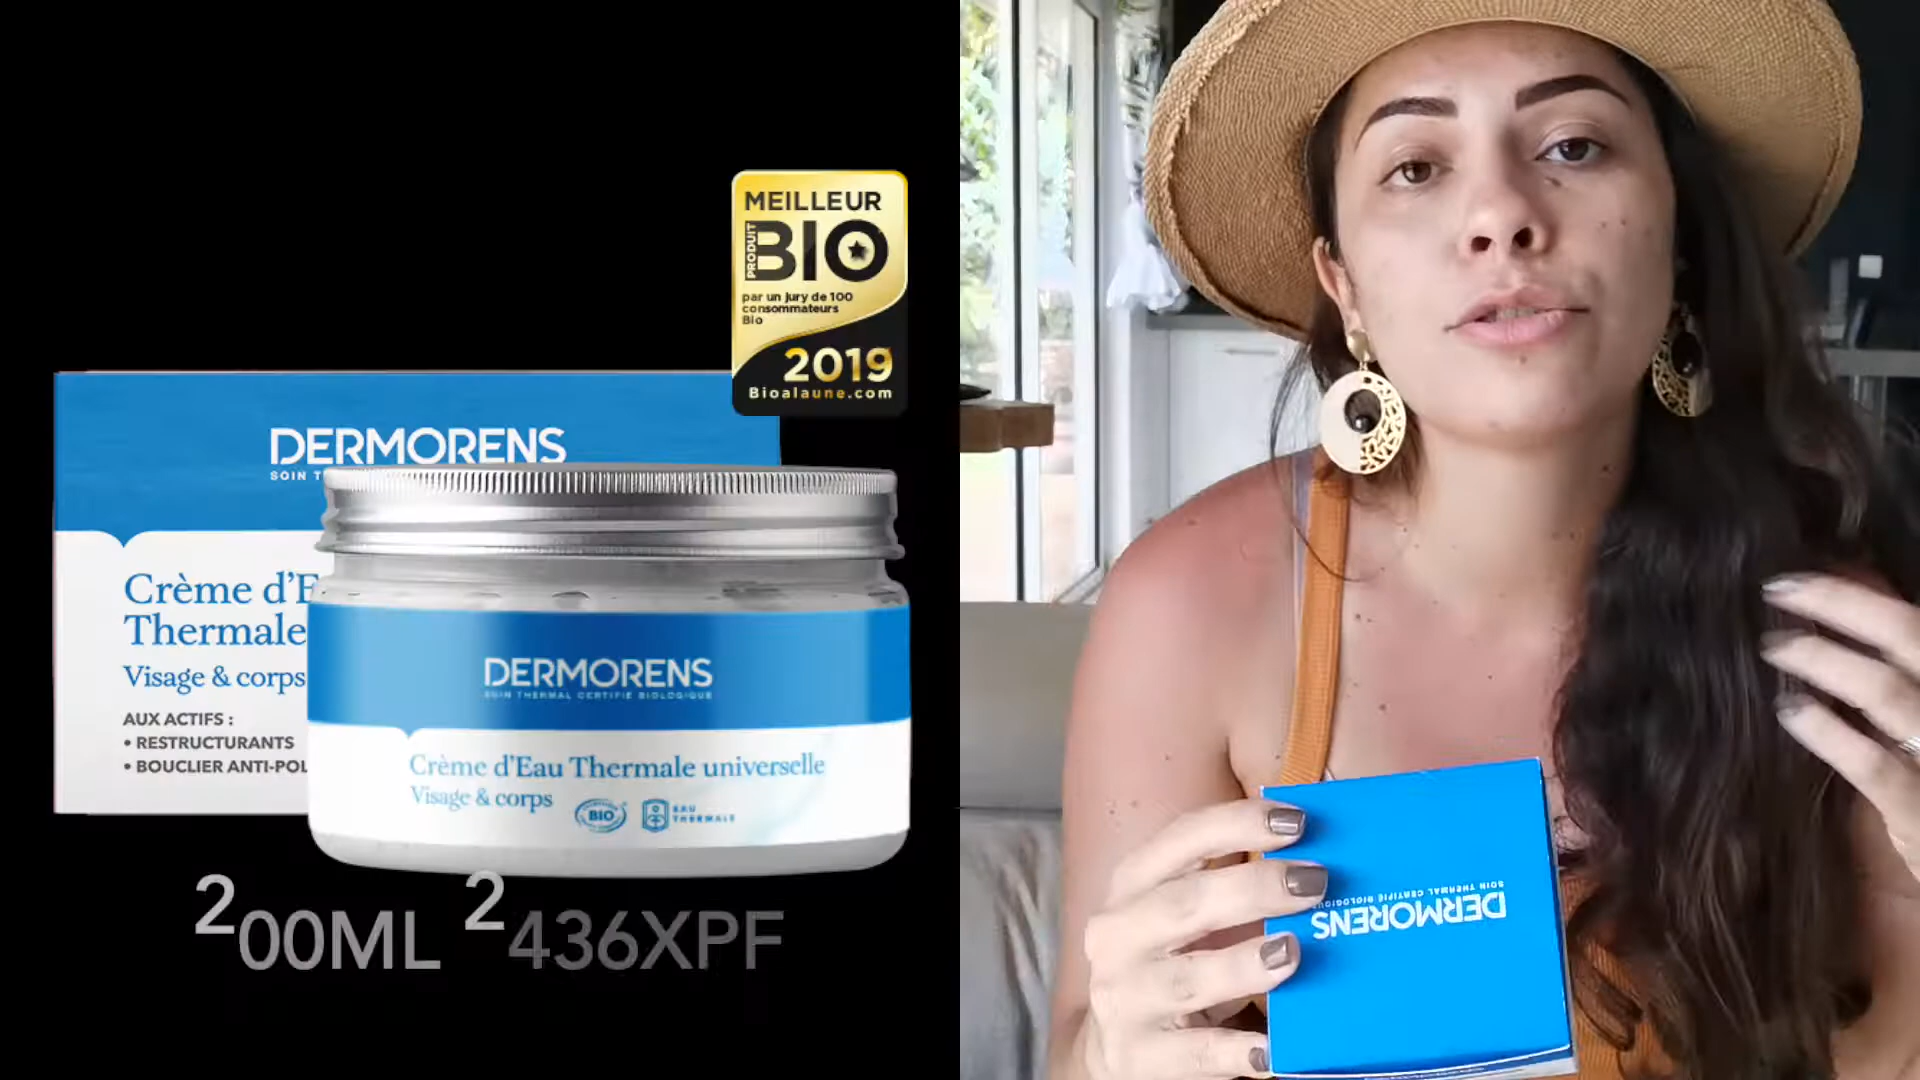 MEILLEUR
PRODUIT
BIO
par un jury de 100
consommateurs
Bio
2019
Bioalaune.com
DERMORENS
SOIN T
Crème d'E
Thermale
Visage & corps
AUX ACTIFS :
• RESTRUCTURANTS
• BOUCLIER ANTI-POL
DERMORENS
SOIN THERMAL CERTIFIÉ BIOLOGIQUE
Crème d'Eau Thermale universelle
Visage & corps
BIO
EAU
THERMALE
200ML 2436XPF
DERMORENS
SOIN THERMAL CERTIFIÉ BIOLOGIQUE